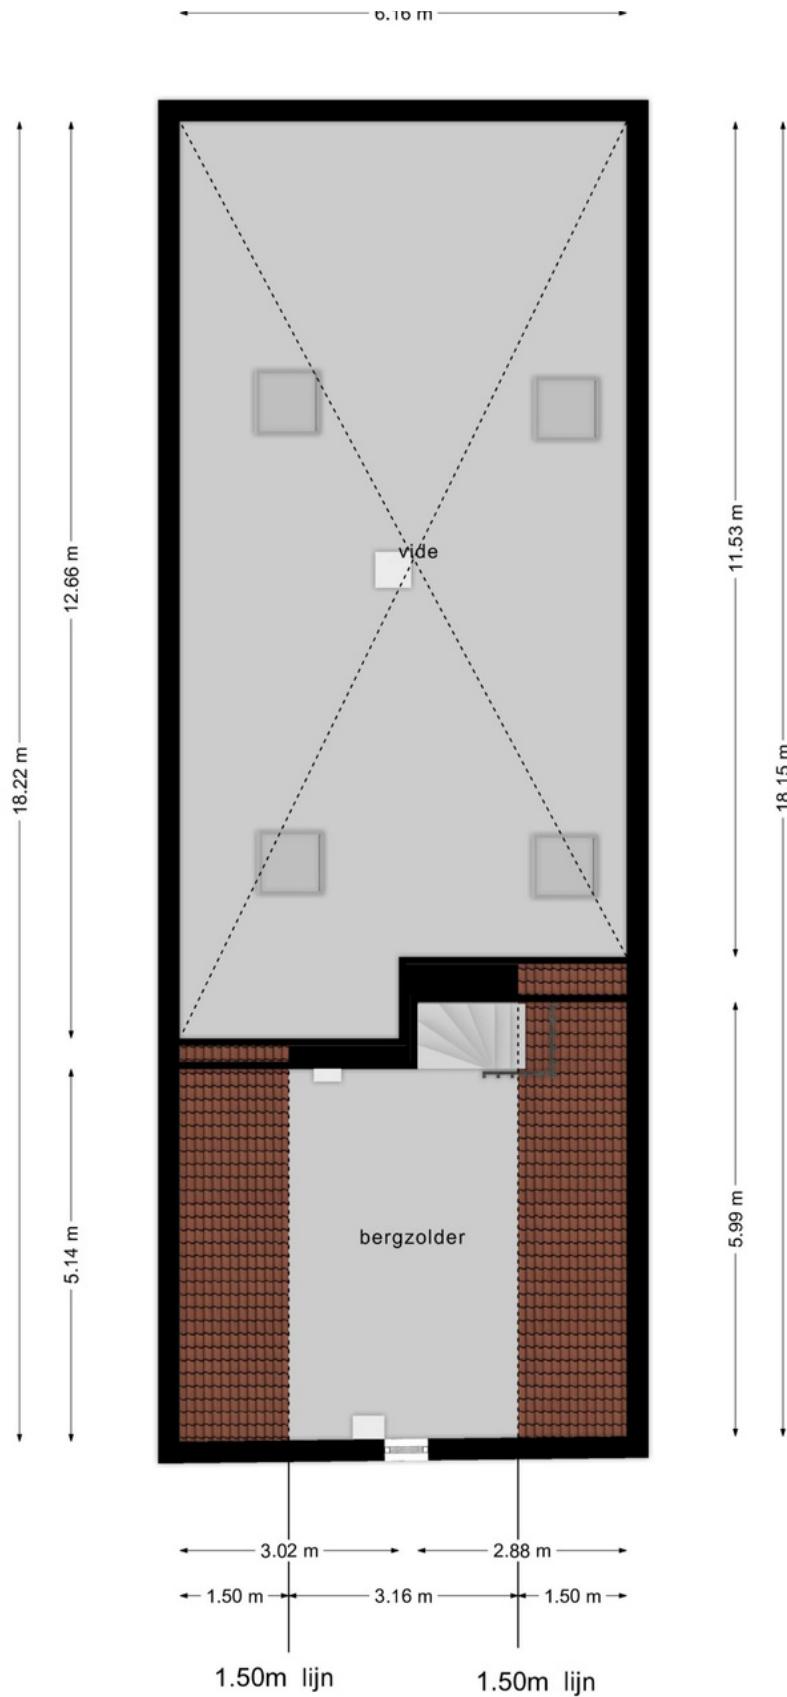 6.16 m
12.66 m
11.53 m
vide
18.22 m
18.15 m
5.14 m
5.99 m
bergzolder
3.02 m
2.88 m
1.50 m
3.16 m
1.50 m
1.50m lijn
1.50m lijn